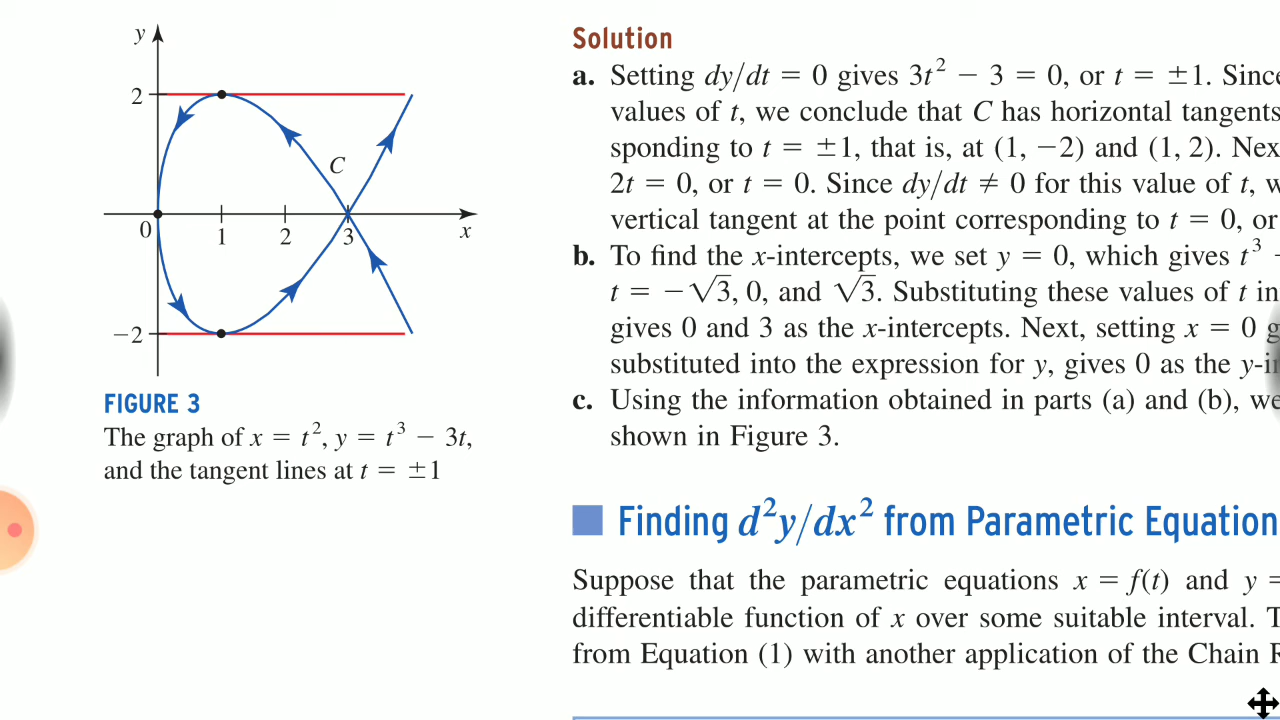 y
2
C
0
1
2
3
x
−2
FIGURE 3
The graph of x = t², y = t³ − 3t,
and the tangent lines at t = ±1
Solution
a. Setting dy/dt = 0 gives 3t² − 3 = 0, or t = ±1. Since
values of t, we conclude that C has horizontal tangents
sponding to t = ±1, that is, at (1, −2) and (1, 2). Nex
2t = 0, or t = 0. Since dy/dt ≠ 0 for this value of t, w
vertical tangent at the point corresponding to t = 0, or
b. To find the x-intercepts, we set y = 0, which gives t³ -
t = −√3, 0, and √3. Substituting these values of t in
gives 0 and 3 as the x-intercepts. Next, setting x = 0 g
substituted into the expression for y, gives 0 as the y-i
c. Using the information obtained in parts (a) and (b), we
shown in Figure 3.
Finding d²y/dx² from Parametric Equation
Suppose that the parametric equations x = f(t) and y =
differentiable function of x over some suitable interval. T
from Equation (1) with another application of the Chain R